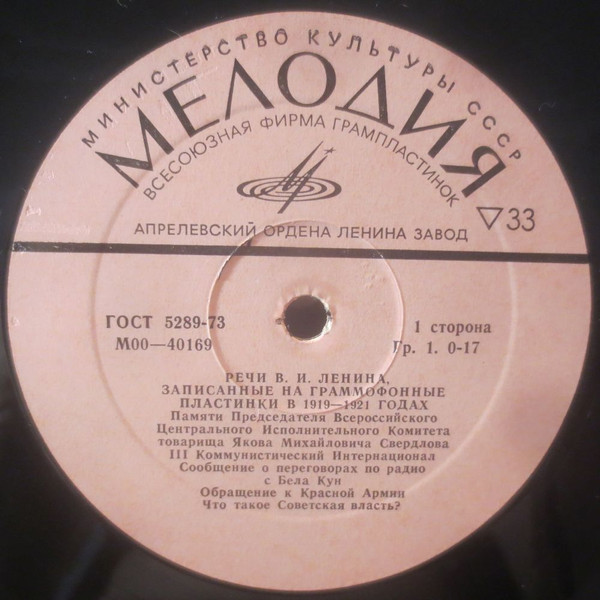 МИНИСТЕРСТВО КУЛЬТУРЫ СССР
МЕЛОДИЯ
ВСЕСОЮЗНАЯ ФИРМА ГРАМПЛАСТИНОК
АПРЕЛЕВСКИЙ ОРДЕНА ЛЕНИНА ЗАВОД
▽33
ГОСТ 5289-73
М00—40169
1 сторона
Гр. 1. 0-17
РЕЧИ В. И. ЛЕНИНА,
ЗАПИСАННЫЕ НА ГРАММОФОННЫЕ
ПЛАСТИНКИ В 1919—1921 ГОДАХ
Памяти Председателя Всероссийского
Центрального Исполнительного Комитета
товарища Якова Михайловича Свердлова
III Коммунистический Интернационал
Сообщение о переговорах по радио
с Бела Кун
Обращение к Красной Армии
Что такое Советская власть?